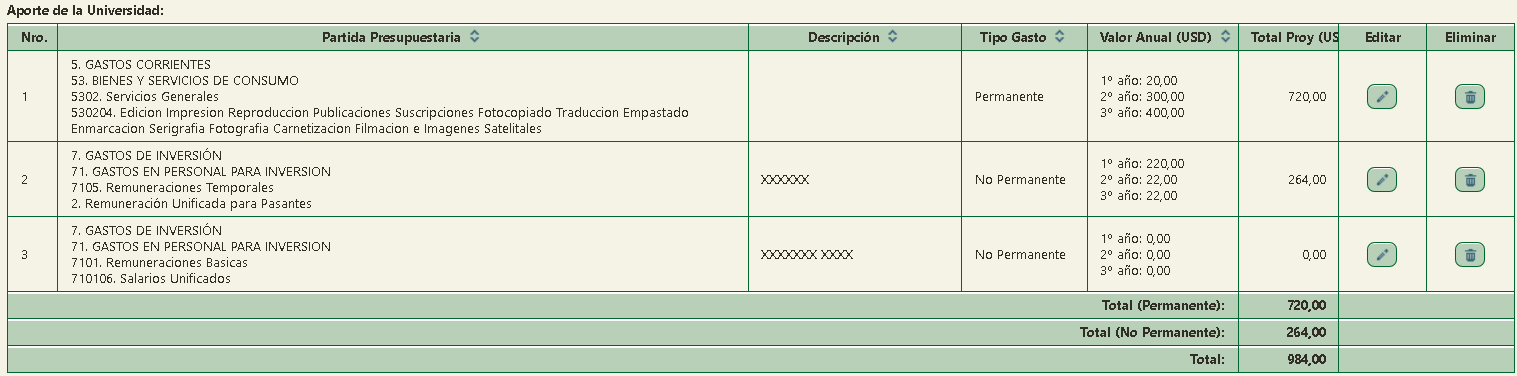 Aporte de la Universidad:
Nro. Partida Presupuestaria Descripción Tipo Gasto Valor Anual (USD) Total Proy (US Editar Eliminar
5. GASTOS CORRIENTES
53. BIENES Y SERVICIOS DE CONSUMO 1º año: 20,00
1 5302. Servicios Generales Permanente 2º año: 300,00 720,00
530204. Edicion Impresion Reproduccion Publicaciones Suscripciones Fotocopiado Traduccion Empastado 3º año: 400,00
Enmarcacion Serigrafia Fotografia Carnetizacion Filmacion e Imagenes Satelitales
7. GASTOS DE INVERSIÓN
71. GASTOS EN PERSONAL PARA INVERSION 1º año: 220,00
2 7105. Remuneraciones Temporales XXXXXX No Permanente 2º año: 22,00 264,00
2. Remuneración Unificada para Pasantes 3º año: 22,00
7. GASTOS DE INVERSIÓN
71. GASTOS EN PERSONAL PARA INVERSION 1º año: 0,00
3 7101. Remuneraciones Basicas XXXXXXX XXXX No Permanente 2º año: 0,00 0,00
710106. Salarios Unificados 3º año: 0,00
Total (Permanente): 720,00
Total (No Permanente): 264,00
Total: 984,00